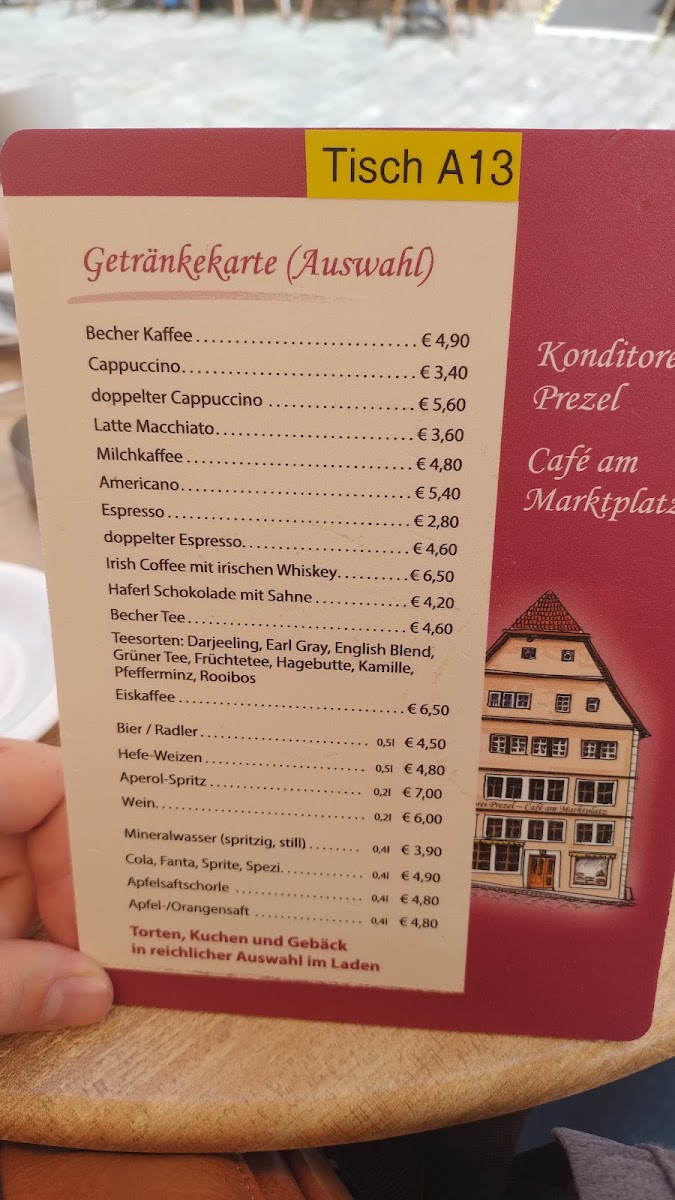 Tisch A13
Getränkekarte (Auswahl)
Becher Kaffee € 4,90
Cappuccino € 3,40
doppelter Cappuccino € 5,60
Latte Macchiato € 3,60
Milchkaffee € 4,80
Americano € 5,40
Espresso € 2,80
doppelter Espresso € 4,60
Irish Coffee mit irischen Whiskey € 6,50
Haferl Schokolade mit Sahne € 4,20
Becher Tee € 4,60
Teesorten: Darjeeling, Earl Gray, English Blend,
Grüner Tee, Früchtetee, Hagebutte, Kamille,
Pfefferminz, Rooibos
Eiskaffee € 6,50
Bier / Radler 0,5l € 4,50
Hefe-Weizen 0,5l € 4,80
Aperol-Spritz 0,2l € 7,00
Wein 0,2l € 6,00
Mineralwasser (spritzig, still) 0,4l € 3,90
Cola, Fanta, Sprite, Spezi 0,4l € 4,90
Apfelsaftschorle 0,4l € 4,80
Apfel-/Orangensaft 0,4l € 4,80
Torten, Kuchen und Gebäck
in reichlicher Auswahl im Laden
Konditore
Prezel
Café am
Marktplatz
orei Prezel – Café am Marktplatz